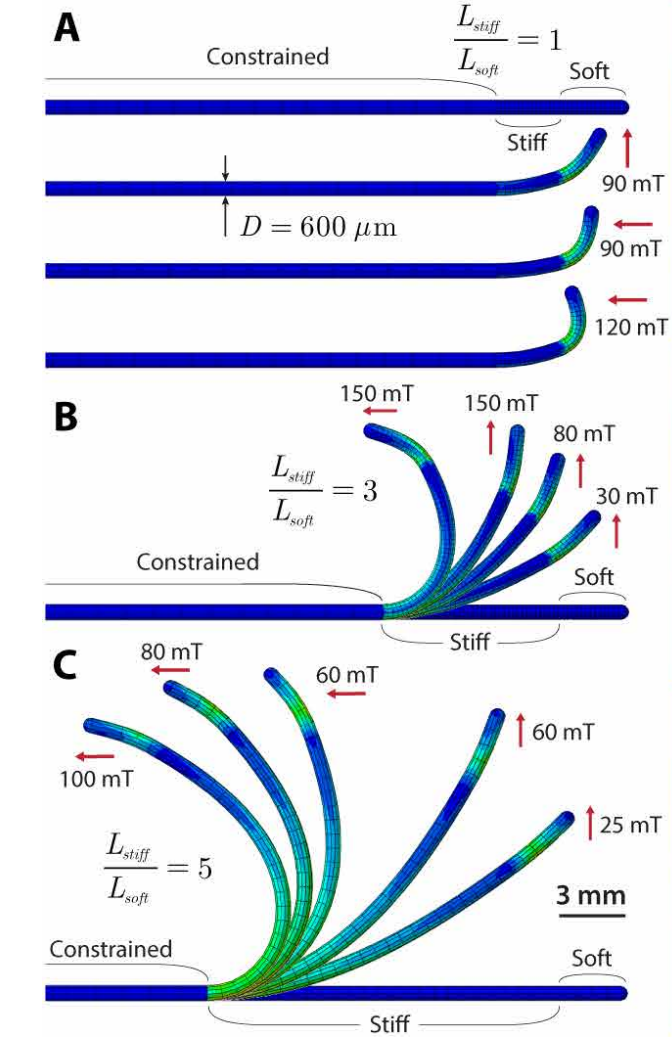 A
L_stiff / L_soft = 1
Constrained
Soft
Stiff
90 mT
D = 600 μm
90 mT
120 mT
B
150 mT
150 mT
80 mT
L_stiff / L_soft = 3
30 mT
Constrained
Soft
Stiff
C
80 mT
60 mT
60 mT
100 mT
25 mT
L_stiff / L_soft = 5
3 mm
Constrained
Soft
Stiff